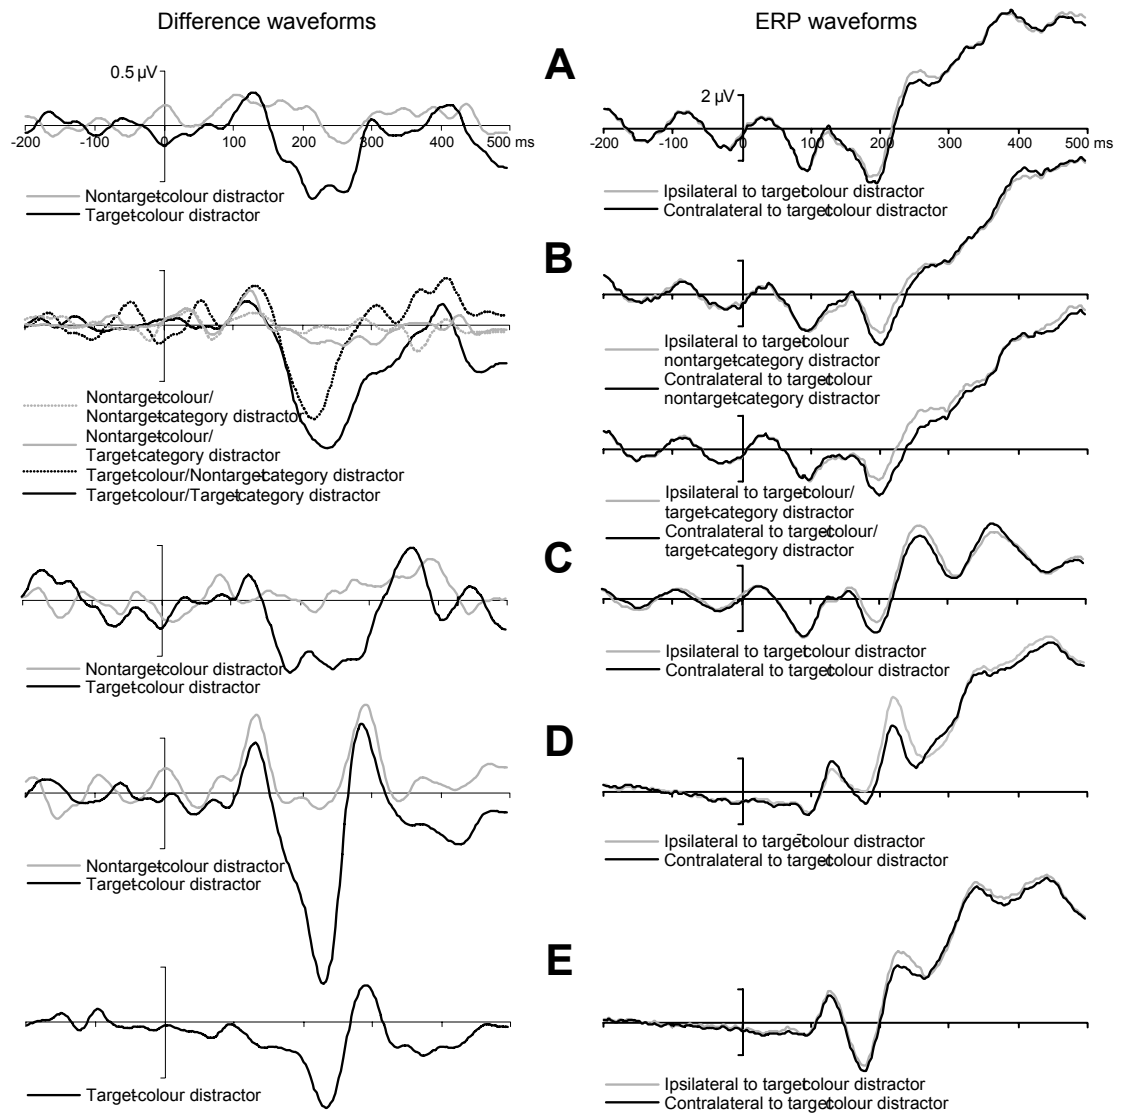 Difference waveforms
ERP waveforms
A
0.5 µV
-200 -100 0 100 200 300 400 500 ms
Nontarget-colour distractor
Target-colour distractor
2 µV
-200 -100 0 100 200 300 400 500 ms
Ipsilateral to target-colour distractor
Contralateral to target-colour distractor
B
Nontarget-colour/
Nontarget-category distractor
Nontarget-colour/
Target-category distractor
Target-colour/Nontarget-category distractor
Target-colour/Target-category distractor
Ipsilateral to target-colour
nontarget-category distractor
Contralateral to target-colour
nontarget-category distractor
Ipsilateral to target-colour/
target-category distractor
Contralateral to target-colour/
target-category distractor
C
Nontarget-colour distractor
Target-colour distractor
Ipsilateral to target-colour distractor
Contralateral to target-colour distractor
D
Nontarget-colour distractor
Target-colour distractor
Ipsilateral to target-colour distractor
Contralateral to target-colour distractor
E
Target-colour distractor
Ipsilateral to target-colour distractor
Contralateral to target-colour distractor